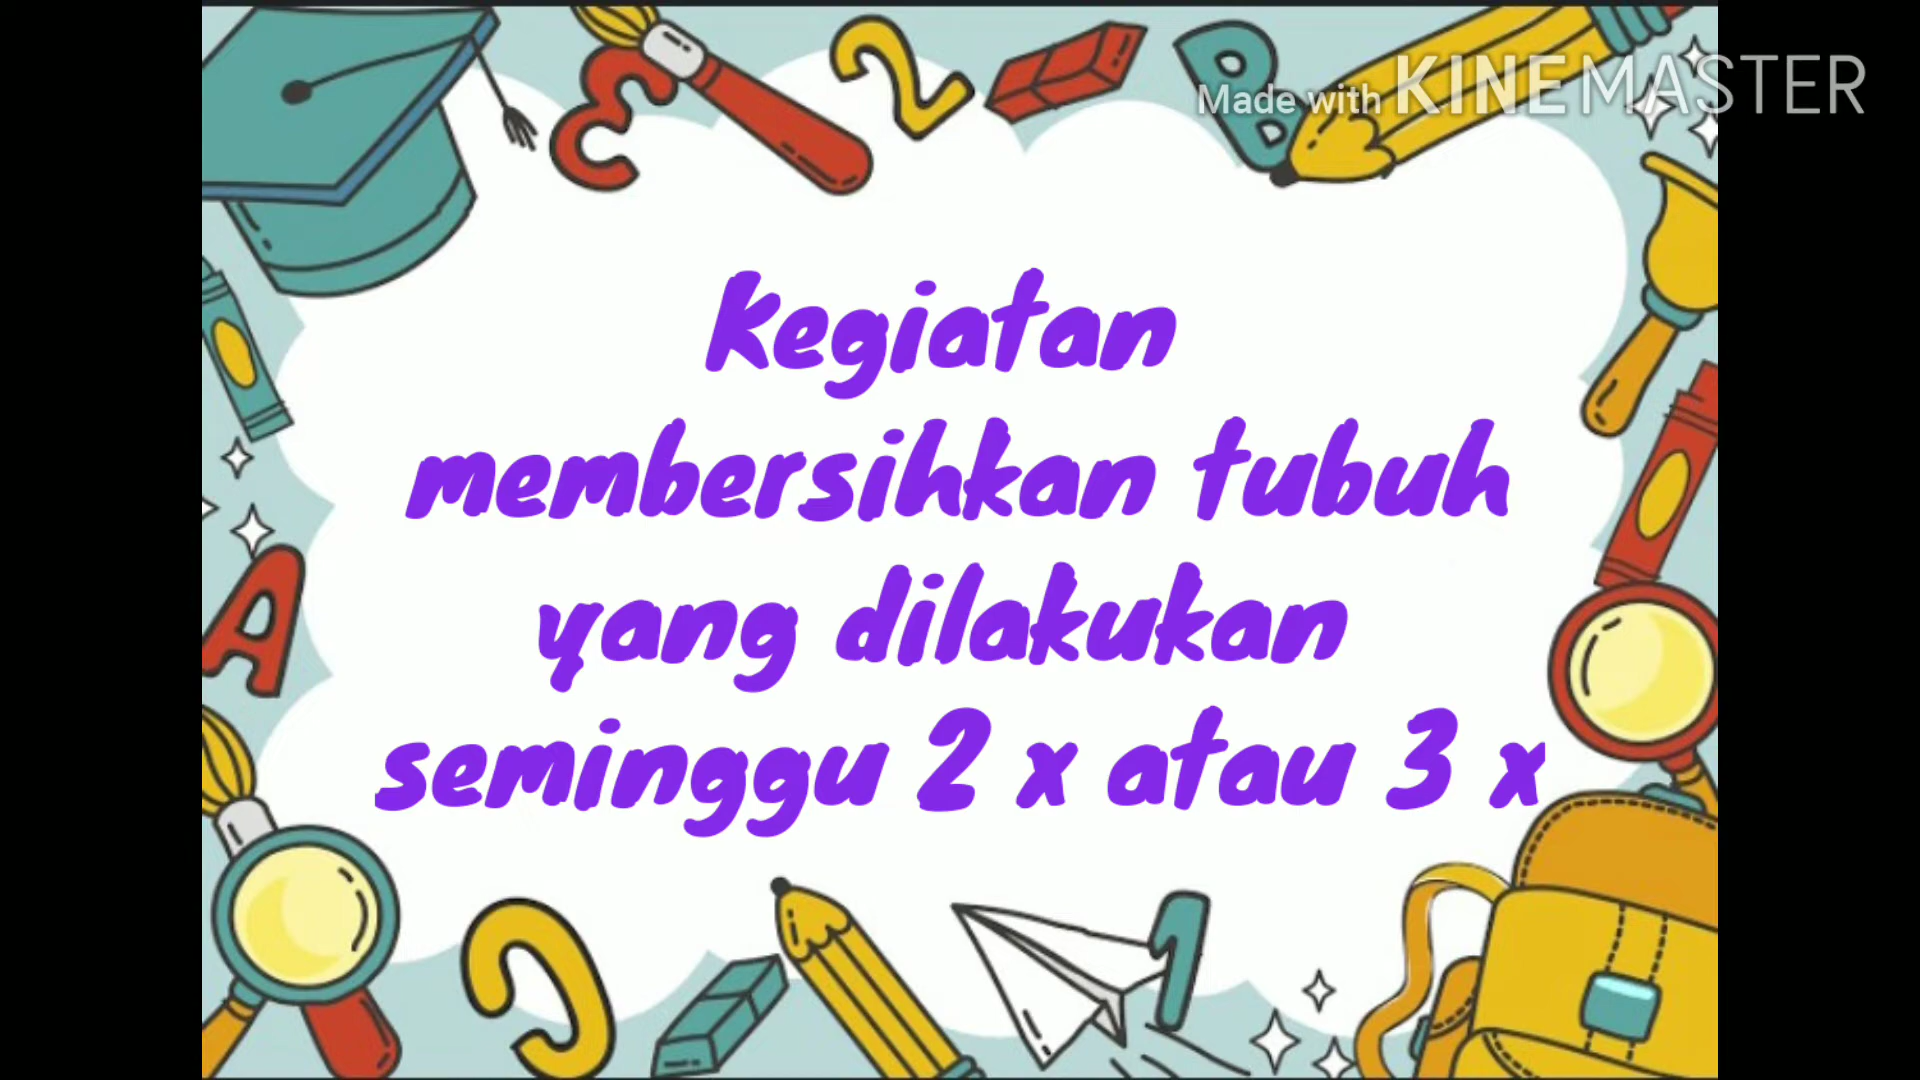 Made with KINEMASTER
Kegiatan
membersihkan tubuh
yang dilakukan
seminggu 2 x atau 3 x